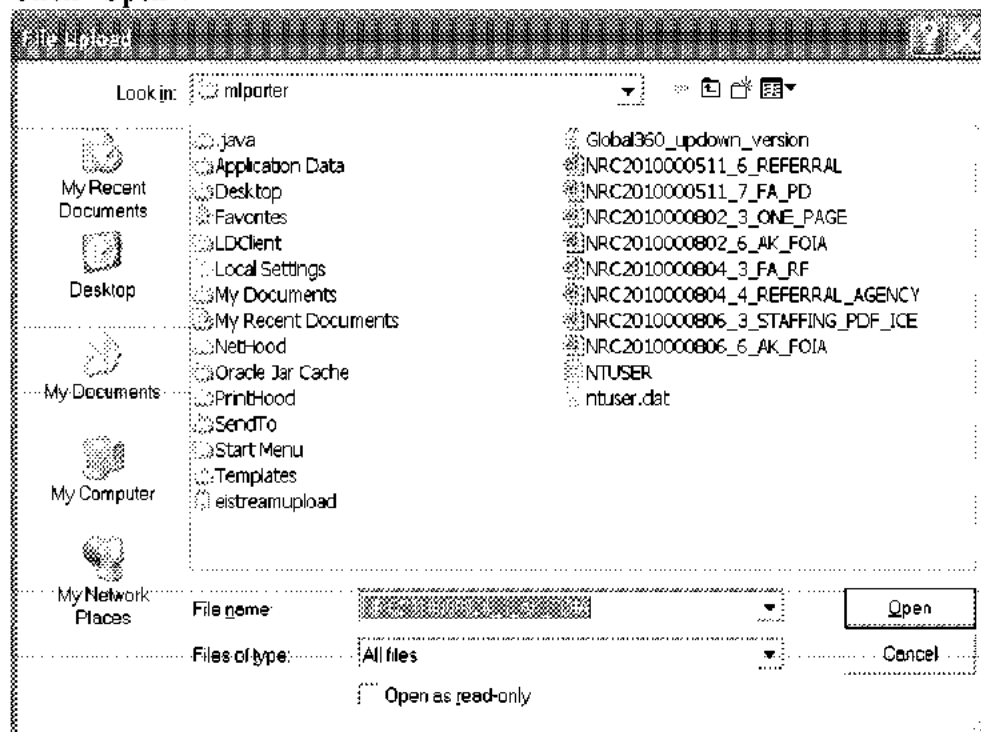 File Upload
Look in: mlporter
.java
Application Data
Desktop
Favorites
LDClient
Local Settings
My Documents
My Recent Documents
NetHood
Oracle Jar Cache
PrintHood
SendTo
Start Menu
Templates
eistreamupload
Global360_updown_version
NRC2010000511_6_REFERRAL
NRC2010000511_7_FA_PD
NRC2010000802_3_ONE_PAGE
NRC2010000802_6_AK_FOIA
NRC2010000804_3_FA_RF
NRC2010000804_4_REFERRAL_AGENCY
NRC2010000806_3_STAFFING_PDF_ICE
NRC2010000806_6_AK_FOIA
NTUSER
ntuser.dat
My Recent
Documents
Desktop
My Documents
My Computer
My Network
Places
File name:
Open
Files of type: All files
Cancel
Open as read-only